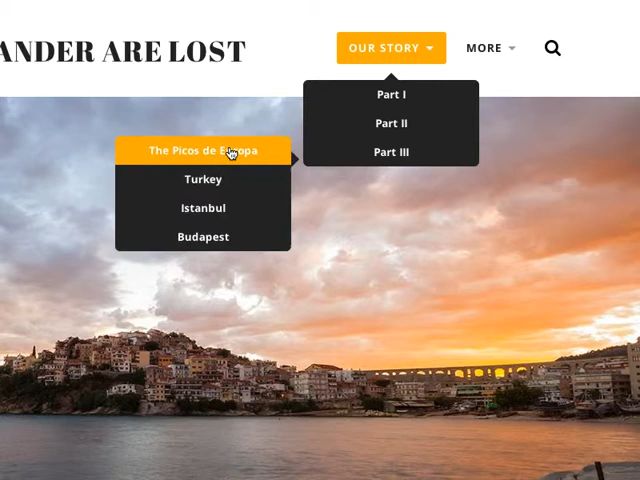 ANDER ARE LOST
OUR STORY
MORE
Part I
Part II
Part III
The Picos de Europa
Turkey
Istanbul
Budapest